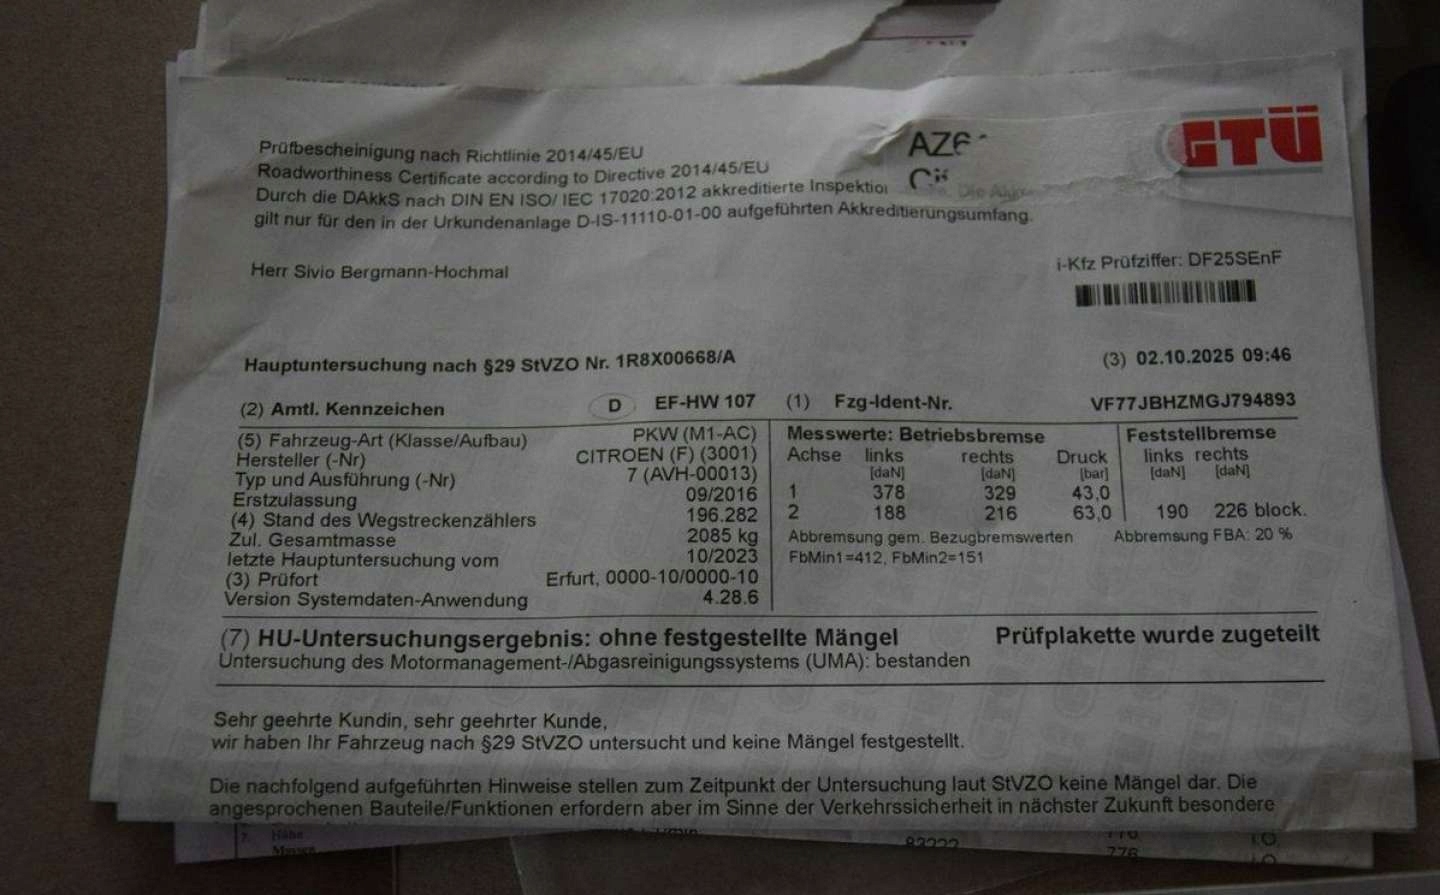 AZ6
GTÜ
Prüfbescheinigung nach Richtlinie 2014/45/EU
Roadworthiness Certificate according to Directive 2014/45/EU
Durch die DAkkS nach DIN EN ISO/ IEC 17020:2012 akkreditierte Inspektion Die Akk
gilt nur für den in der Urkundenanlage D-IS-11110-01-00 aufgeführten Akkreditierungsumfang.
Herr Sivio Bergmann-Hochmal
i-Kfz Prüfziffer: DF25SEnF
Hauptuntersuchung nach §29 StVZO Nr. 1R8X00668/A (3) 02.10.2025 09:46
(2) Amtl. Kennzeichen D EF-HW 107 (1) Fzg-Ident-Nr. VF77JBHZMGJ794893
(5) Fahrzeug-Art (Klasse/Aufbau) PKW (M1-AC)
Hersteller (-Nr) CITROEN (F) (3001)
Typ und Ausführung (-Nr) 7 (AVH-00013)
Erstzulassung 09/2016
(4) Stand des Wegstreckenzählers 196.282
Zul. Gesamtmasse 2085 kg
letzte Hauptuntersuchung vom 10/2023
(3) Prüfort Erfurt, 0000-10/0000-10
Version Systemdaten-Anwendung 4.28.6
Messwerte: Betriebsbremse Feststellbremse
Achse links rechts Druck links rechts
[daN] [daN] [bar] [daN] [daN]
1 378 329 43,0
2 188 216 63,0 190 226 block.
Abbremsung gem. Bezugbremswerten Abbremsung FBA: 20 %
FbMin1=412, FbMin2=151
(7) HU-Untersuchungsergebnis: ohne festgestellte Mängel Prüfplakette wurde zugeteilt
Untersuchung des Motormanagement-/Abgasreinigungssystems (UMA): bestanden
Sehr geehrte Kundin, sehr geehrter Kunde,
wir haben Ihr Fahrzeug nach §29 StVZO untersucht und keine Mängel festgestellt.
Die nachfolgend aufgeführten Hinweise stellen zum Zeitpunkt der Untersuchung laut StVZO keine Mängel dar. Die
angesprochenen Bauteile/Funktionen erfordern aber im Sinne der Verkehrssicherheit in nächster Zukunft besondere
7. Höhe
Massen 776